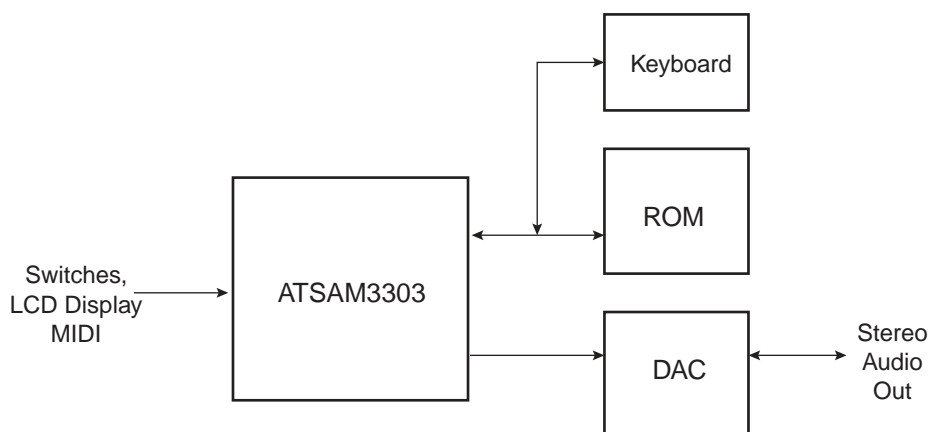 Keyboard
ROM
Switches,
LCD Display
MIDI
ATSAM3303
DAC
Stereo
Audio
Out